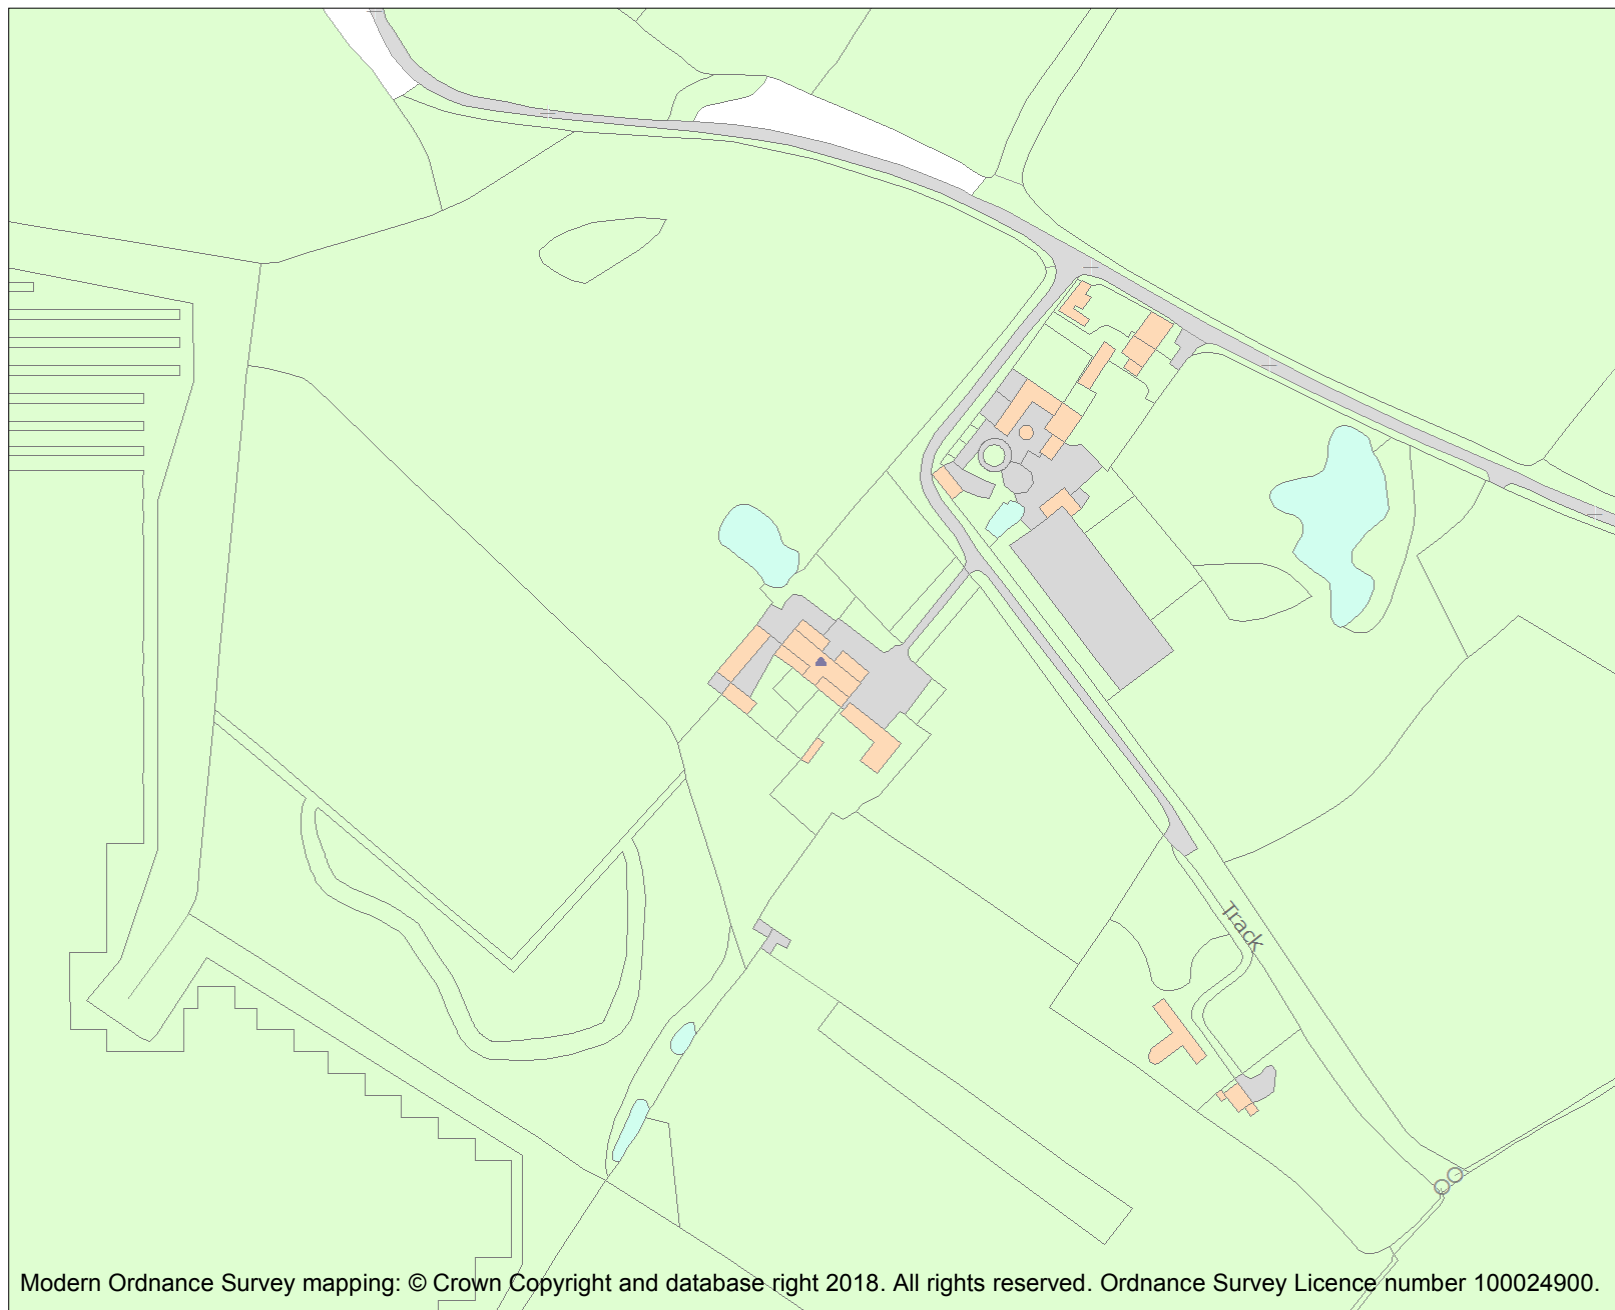 Track
Modern Ordnance Survey mapping: © Crown Copyright and database right 2018. All rights reserved. Ordnance Survey Licence number 100024900.